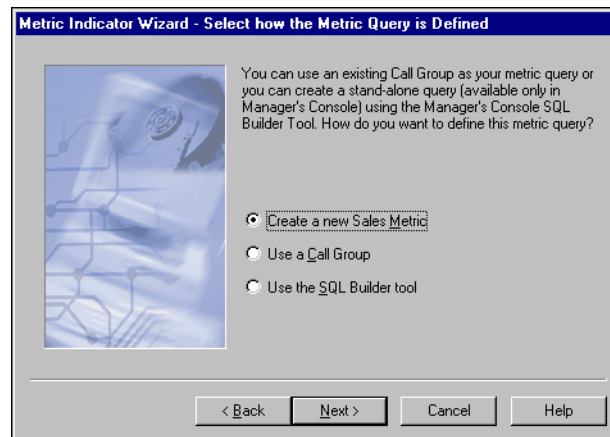 Metric Indicator Wizard - Select how the Metric Query is Defined
You can use an existing Call Group as your metric query or
you can create a stand-alone query (available only in
Manager's Console) using the Manager's Console SQL
Builder Tool. How do you want to define this metric query?
Create a new Sales Metric
Use a Call Group
Use the SQL Builder tool
< Back Next > Cancel Help